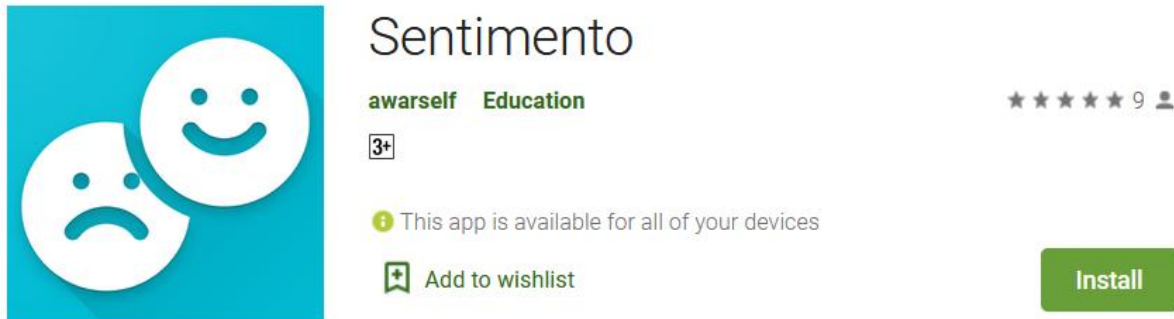 Sentimento
awarself Education 9
3+
This app is available for all of your devices
Add to wishlist
Install